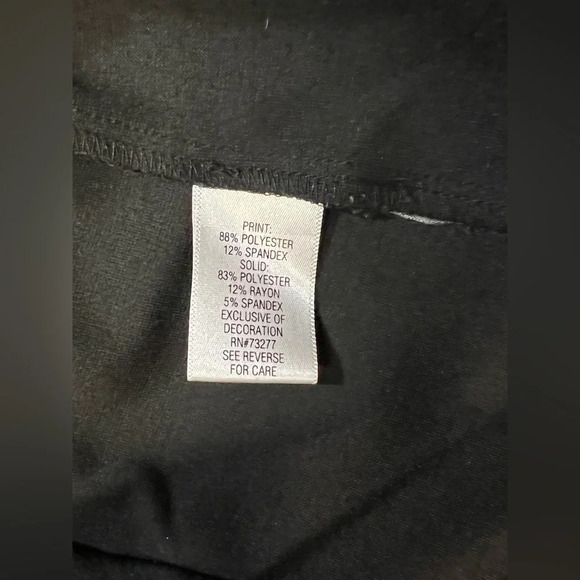 PRINT:
88% POLYESTER
12% SPANDEX
SOLID:
83% POLYESTER
12% RAYON
5% SPANDEX
EXCLUSIVE OF
DECORATION
RN#73277
SEE REVERSE
FOR CARE